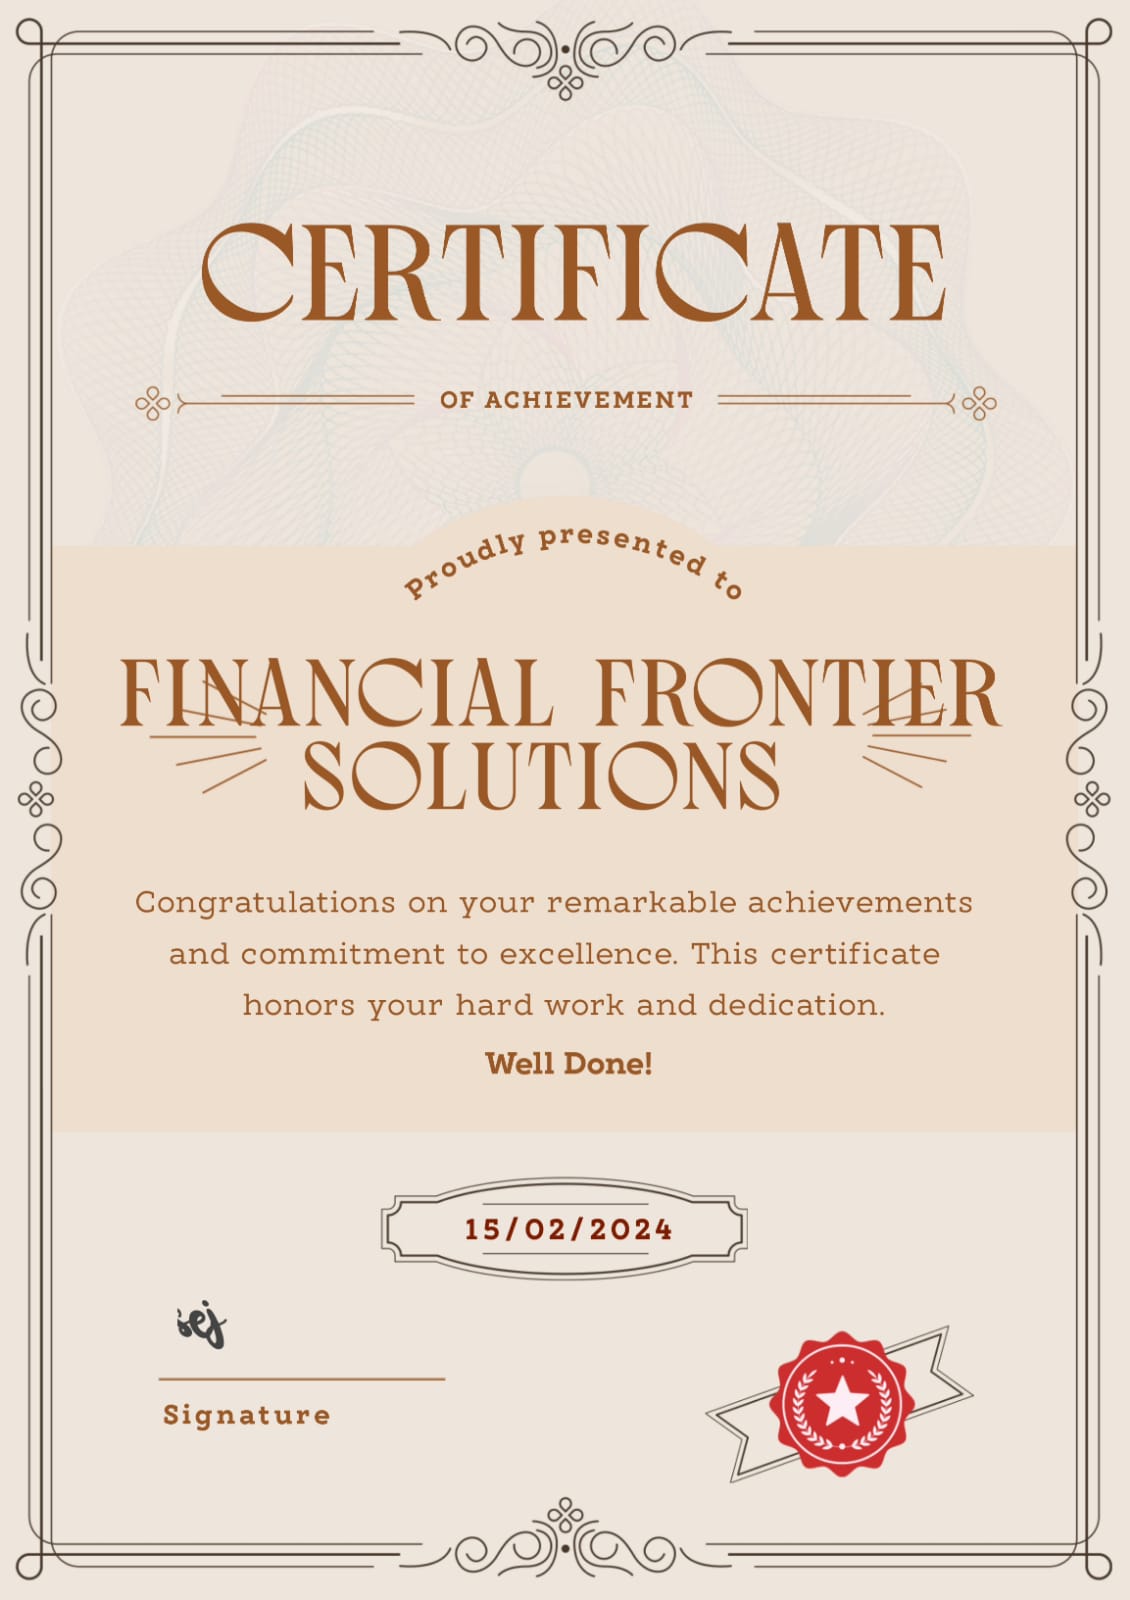 CERTIFICATE
OF ACHIEVEMENT
Proudly presented to
FINANCIAL FRONTIER
SOLUTIONS
Congratulations on your remarkable achievements
and commitment to excellence. This certificate
honors your hard work and dedication.
Well Done!
15/02/2024
Signature